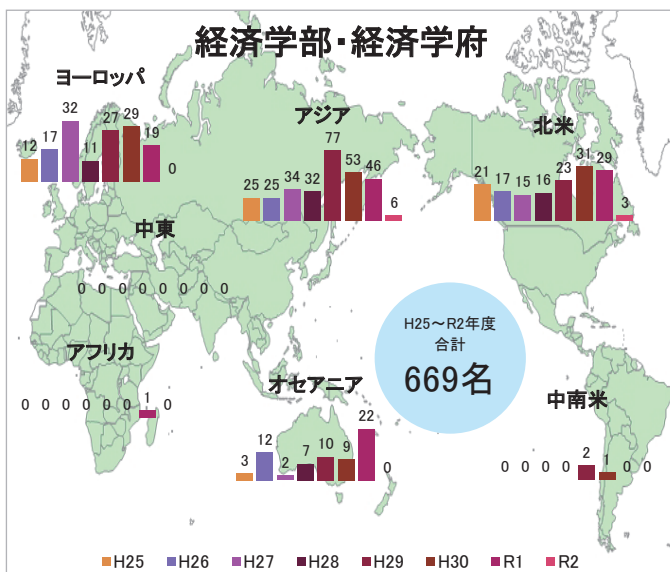 経済学部・経済学府
ヨーロッパ
12 17 32 11 27 29 19 0
アジア
25 25 34 32 77 53 46 6
北米
21 17 15 16 23 31 29 3
中東
0 0 0 0 0 0 0 0
H25～R2年度
合計
669名
アフリカ
0 0 0 0 0 0 1 0
オセアニア
3 12 2 7 10 9 22 0
中南米
0 0 0 0 2 1 0 0
H25 H26 H27 H28 H29 H30 R1 R2